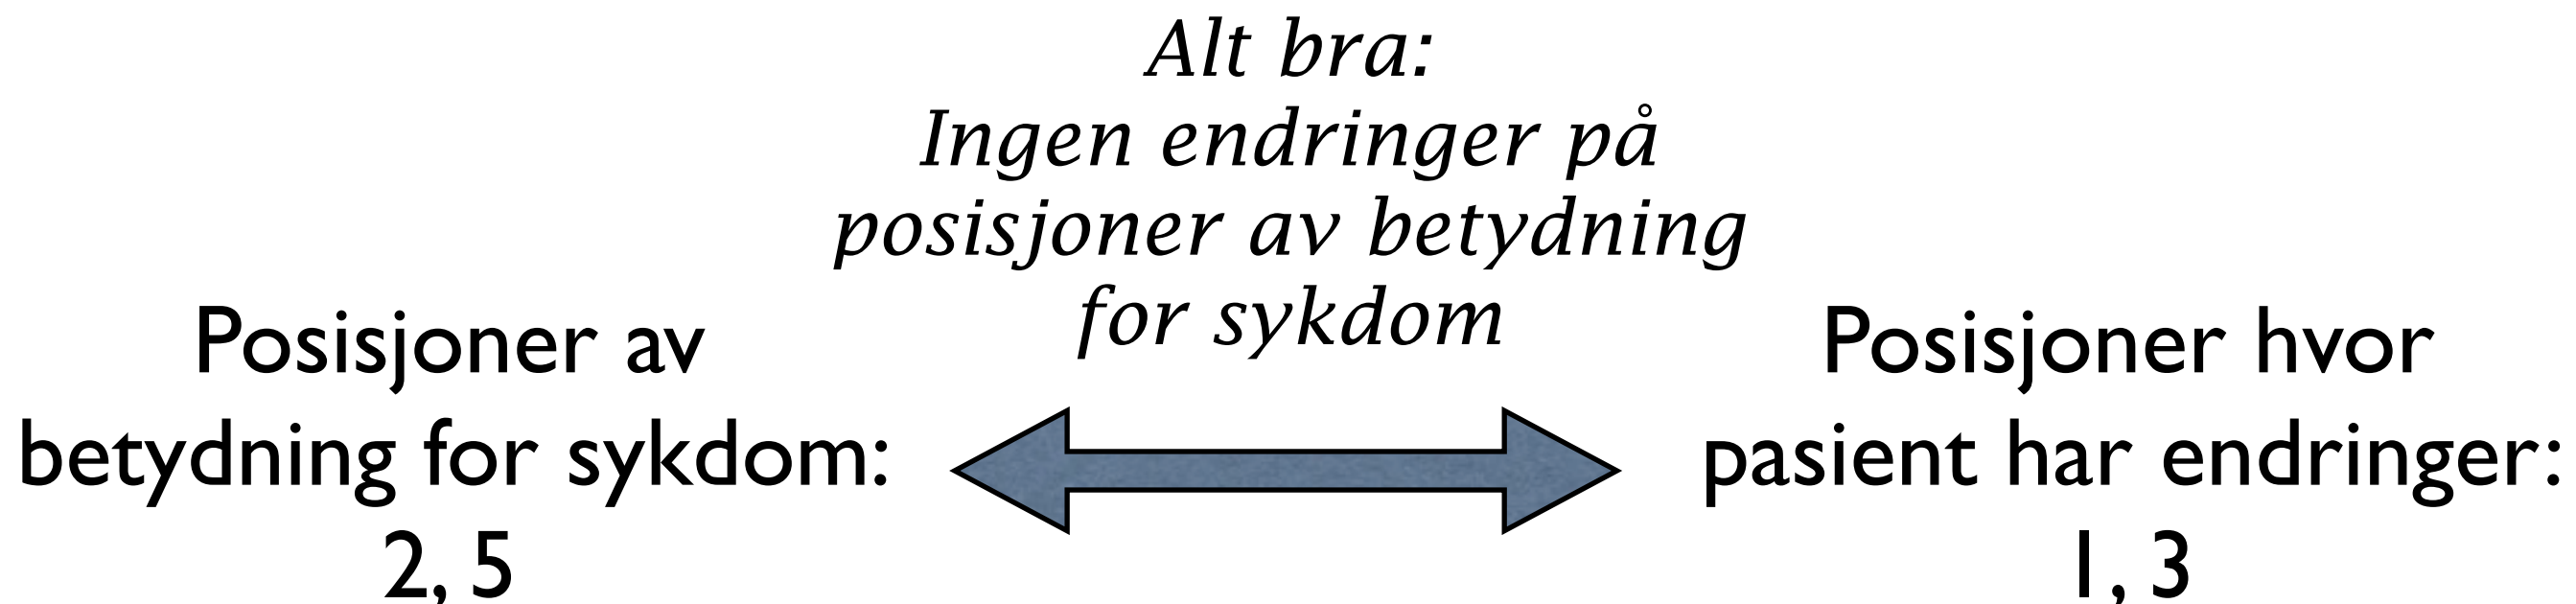 Alt bra:
Ingen endringer på
posisjoner av betydning
for sykdom
Posisjoner av
betydning for sykdom:
2, 5
Posisjoner hvor
pasient har endringer:
1, 3